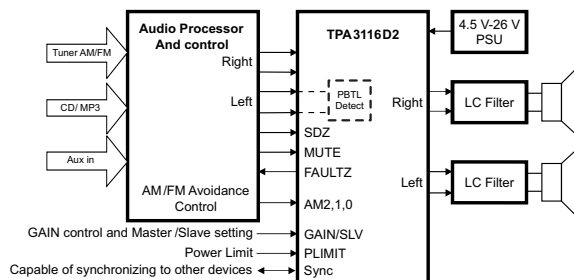 Audio Processor
And control
TPA3116D2
4.5 V-26 V
PSU
Tuner AM/FM
Right
CD/ MP3
Left
PBTL
Detect
Right
LC Filter
SDZ
Aux in
MUTE
FAULTZ
AM/FM Avoidance
Control
AM2,1,0
Left
LC Filter
GAIN control and Master /Slave setting
GAIN/SLV
Power Limit
PLIMIT
Capable of synchronizing to other devices
Sync